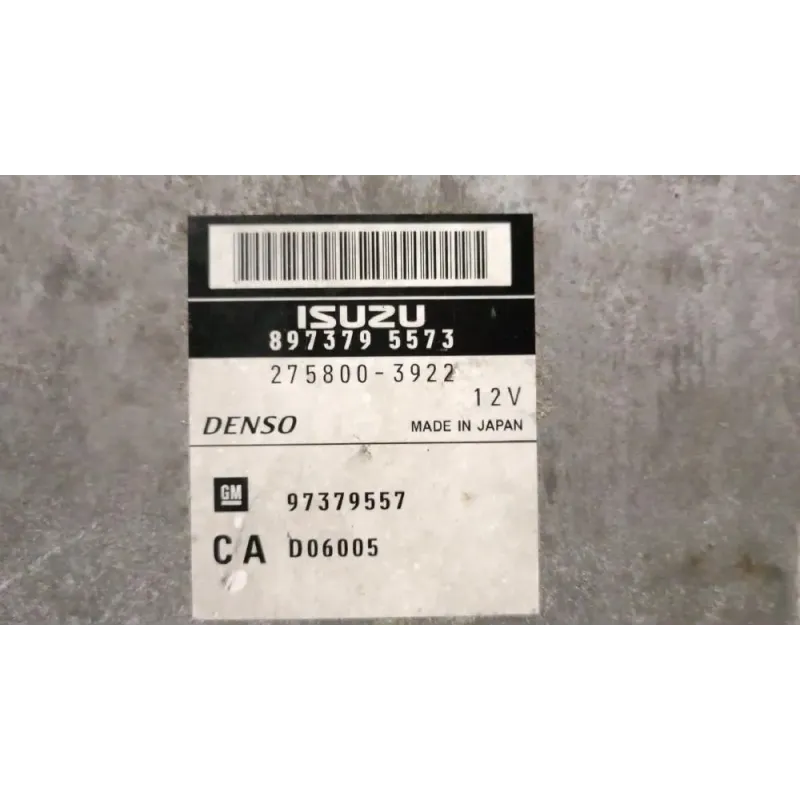 ISUZU
897379 5573
275800-3922
12V
DENSO MADE IN JAPAN
GM 97379557
CA D06005